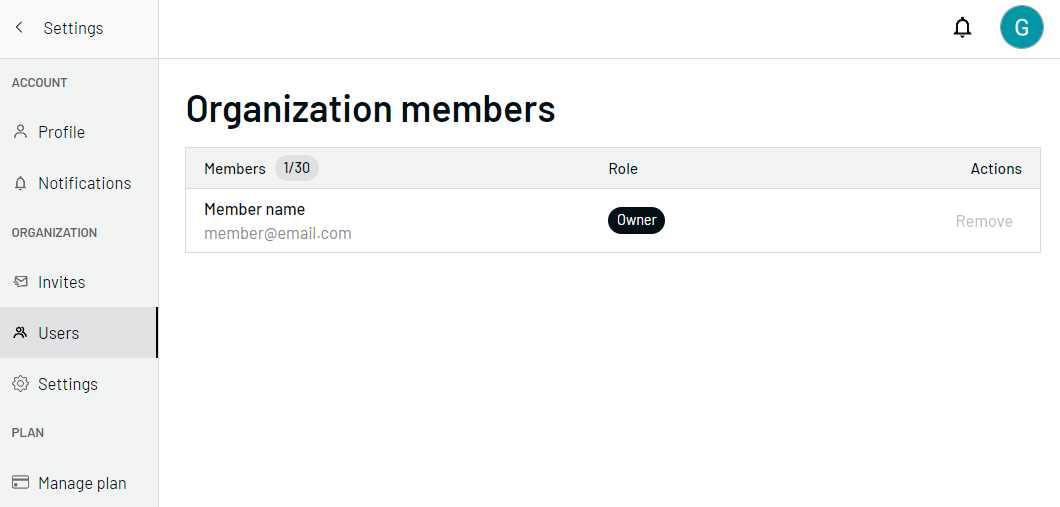 Settings
G
ACCOUNT
Profile
Notifications
ORGANIZATION
Invites
Users
Settings
PLAN
Manage plan
Organization members
Members 1/30 Role Actions
Member name
member@email.com
Owner
Remove